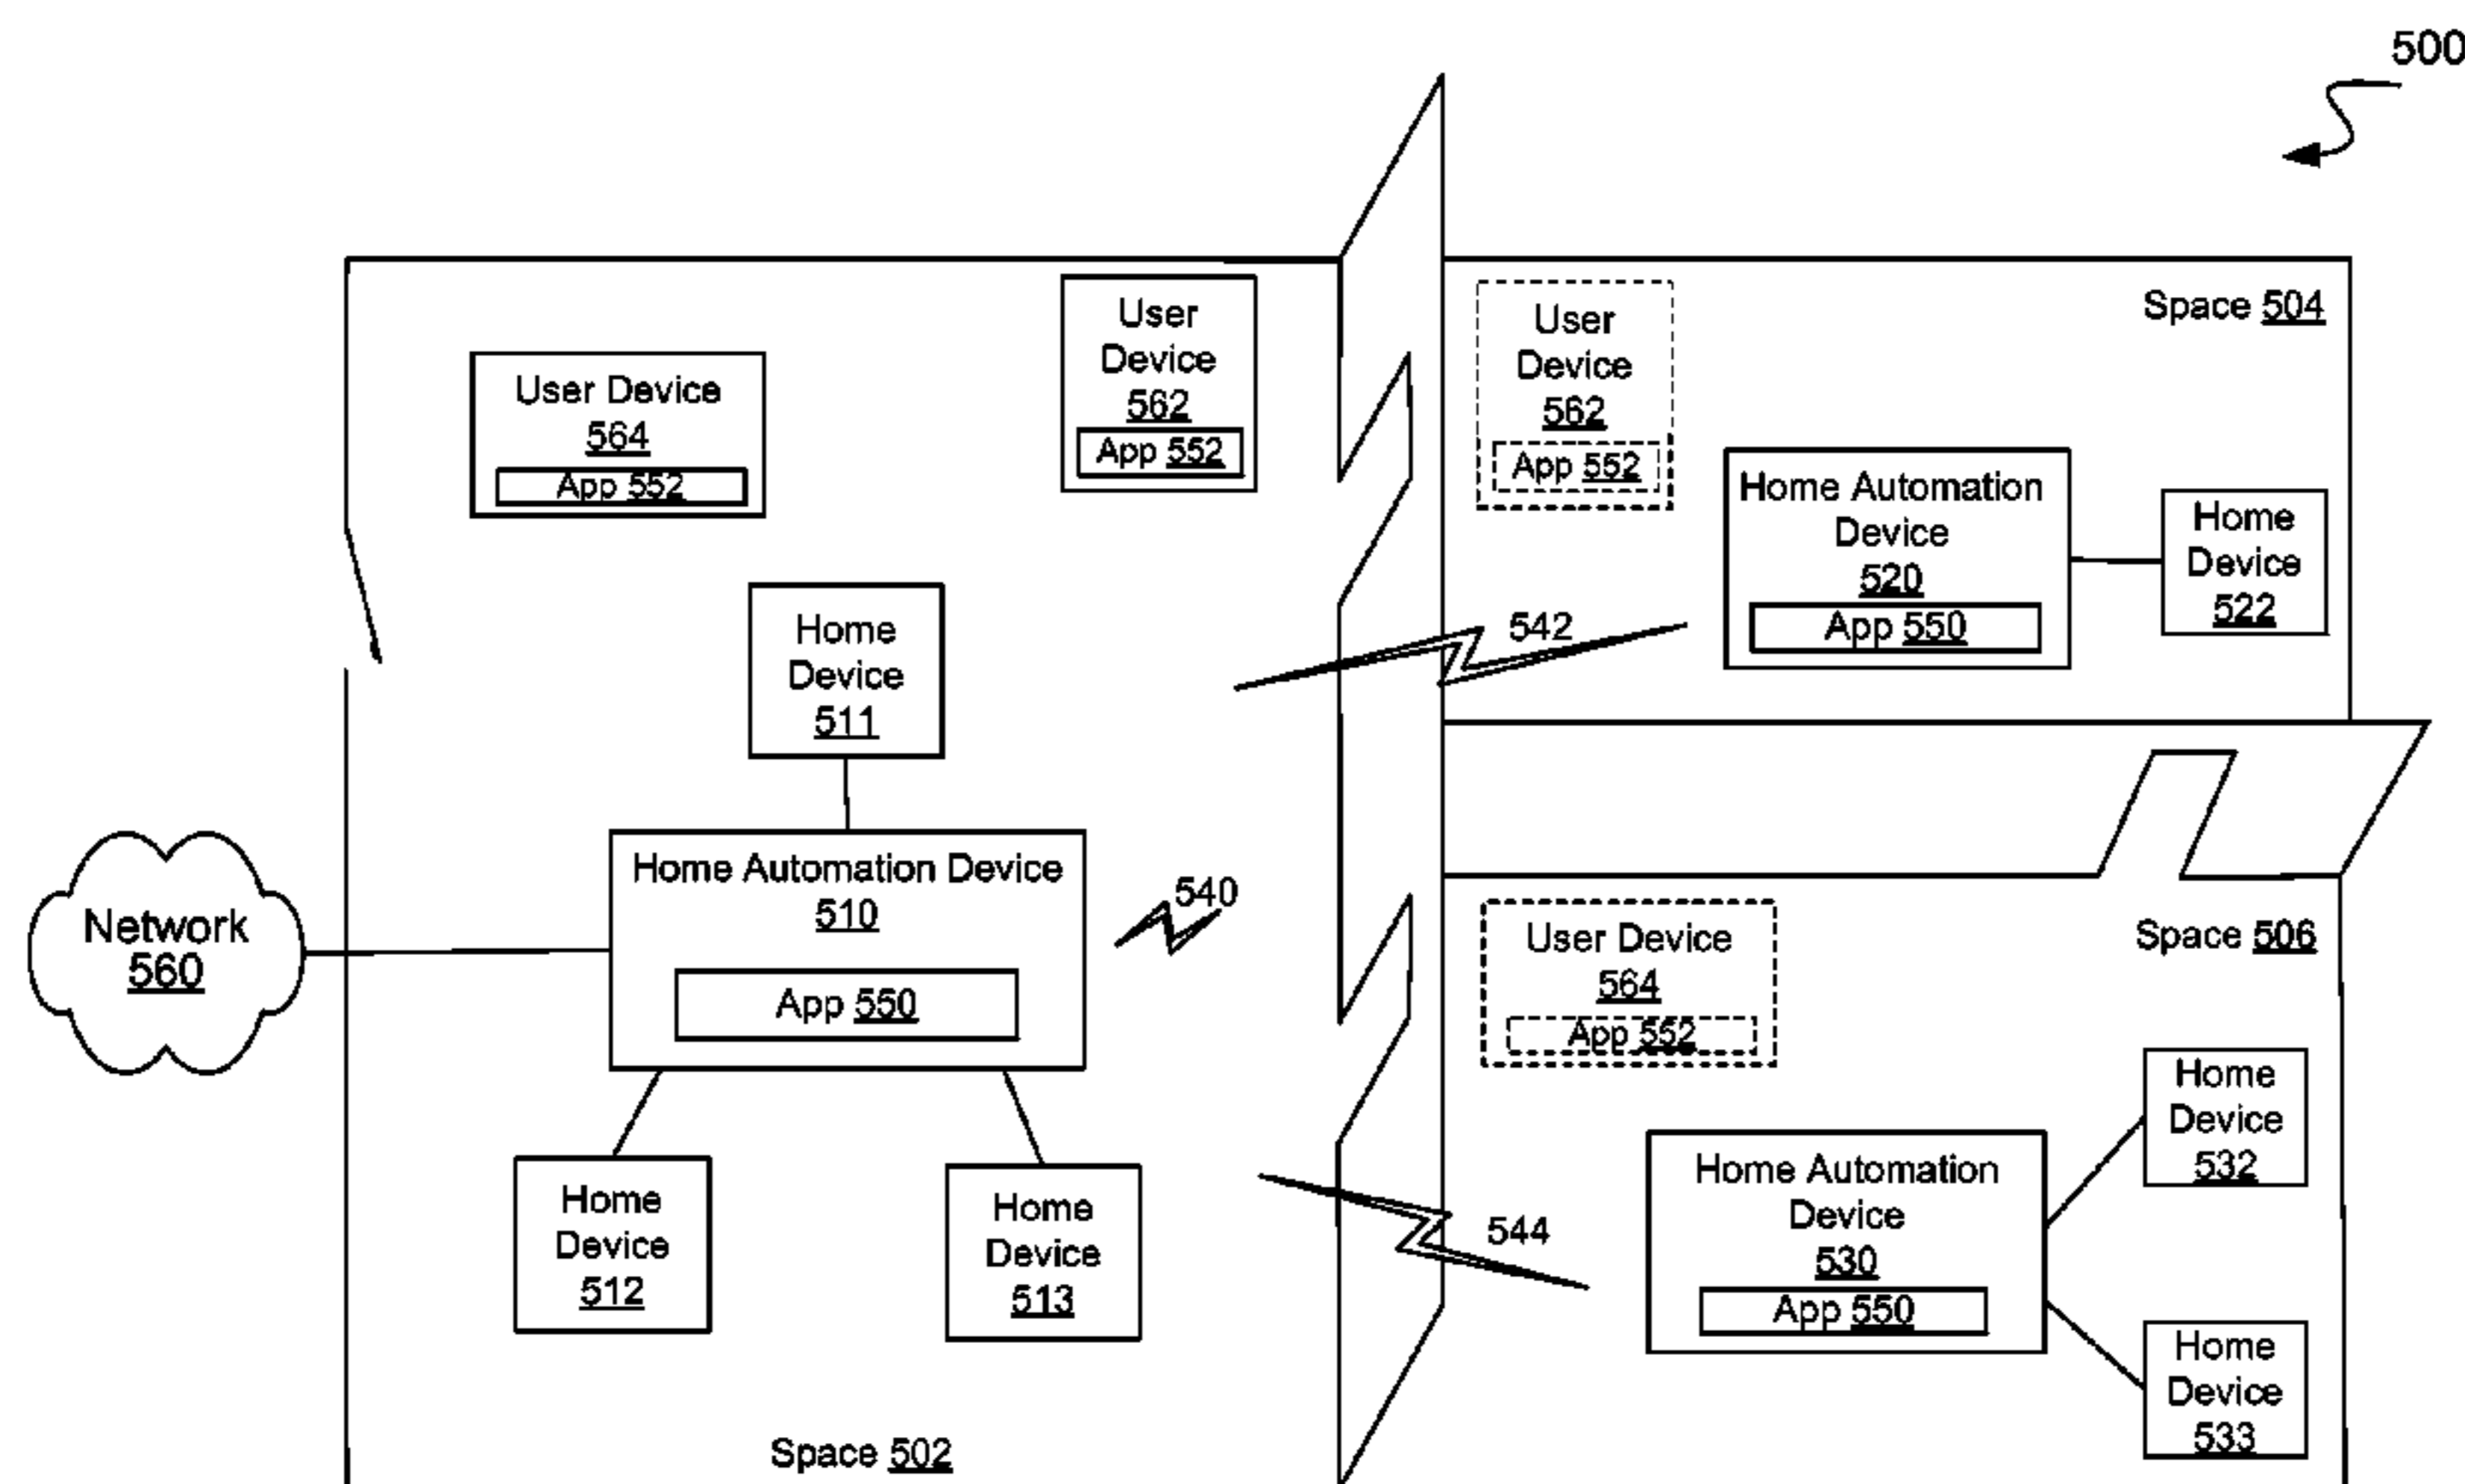 500
User
Device
562
App 552
User Device
564
App 552
User
Device
562
App 552
Space 504
Home Automation
Device
520
App 550
Home
Device
522
542
Home
Device
511
Home Automation Device
510
App 550
540
Network
560
User Device
564
App 552
Space 506
Home
Device
532
Home Automation
Device
530
App 550
544
Home
Device
512
Home
Device
513
Home
Device
533
Space 502